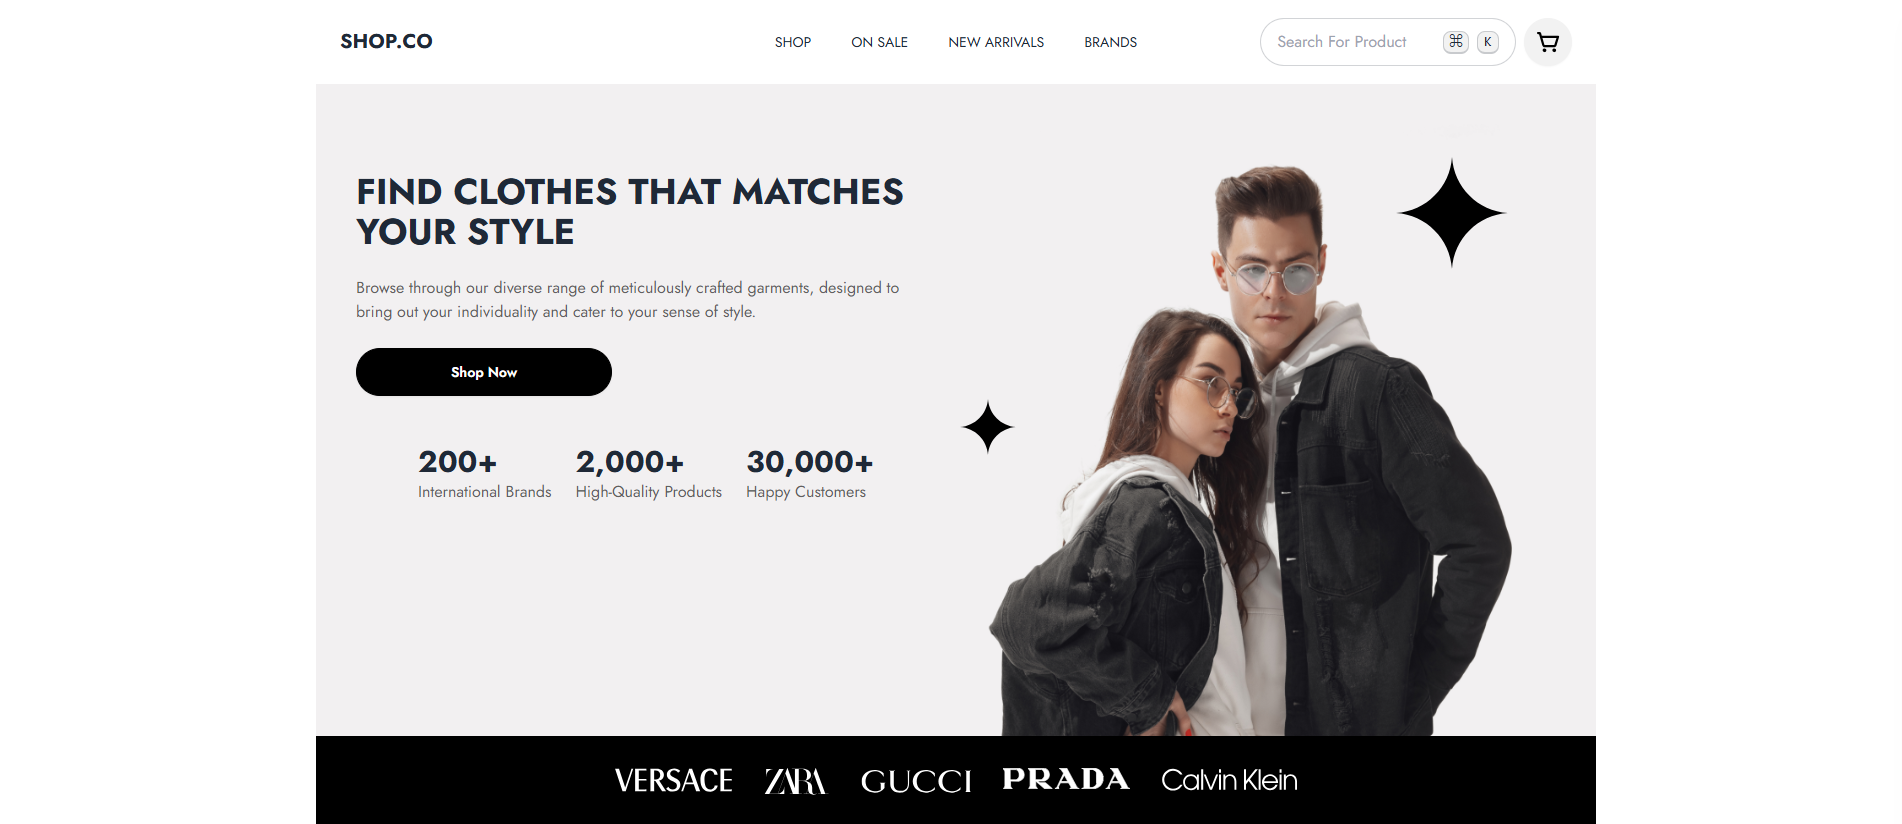 SHOP.CO
SHOP
ON SALE
NEW ARRIVALS
BRANDS
Search For Product
⌘ K
FIND CLOTHES THAT MATCHES
YOUR STYLE
Browse through our diverse range of meticulously crafted garments, designed to
bring out your individuality and cater to your sense of style.
Shop Now
200+
International Brands
2,000+
High-Quality Products
30,000+
Happy Customers
VERSACE
ZARA
GUCCI
PRADA
Calvin Klein